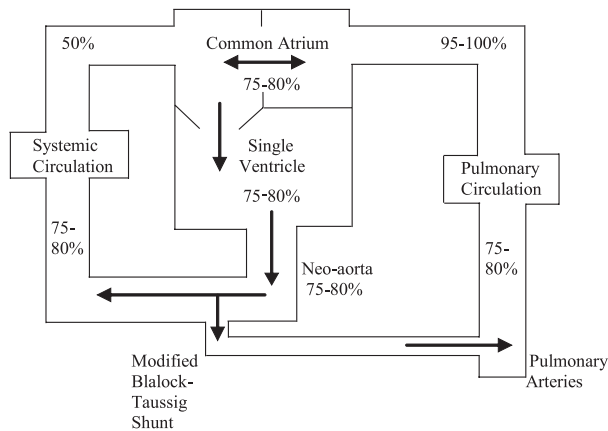 50%
Common Atrium
95-100%
75-80%
Systemic
Circulation
Single
Ventricle
75-80%
Pulmonary
Circulation
75-
80%
75-
80%
Neo-aorta
75-80%
Modified
Blalock-
Taussig
Shunt
Pulmonary
Arteries